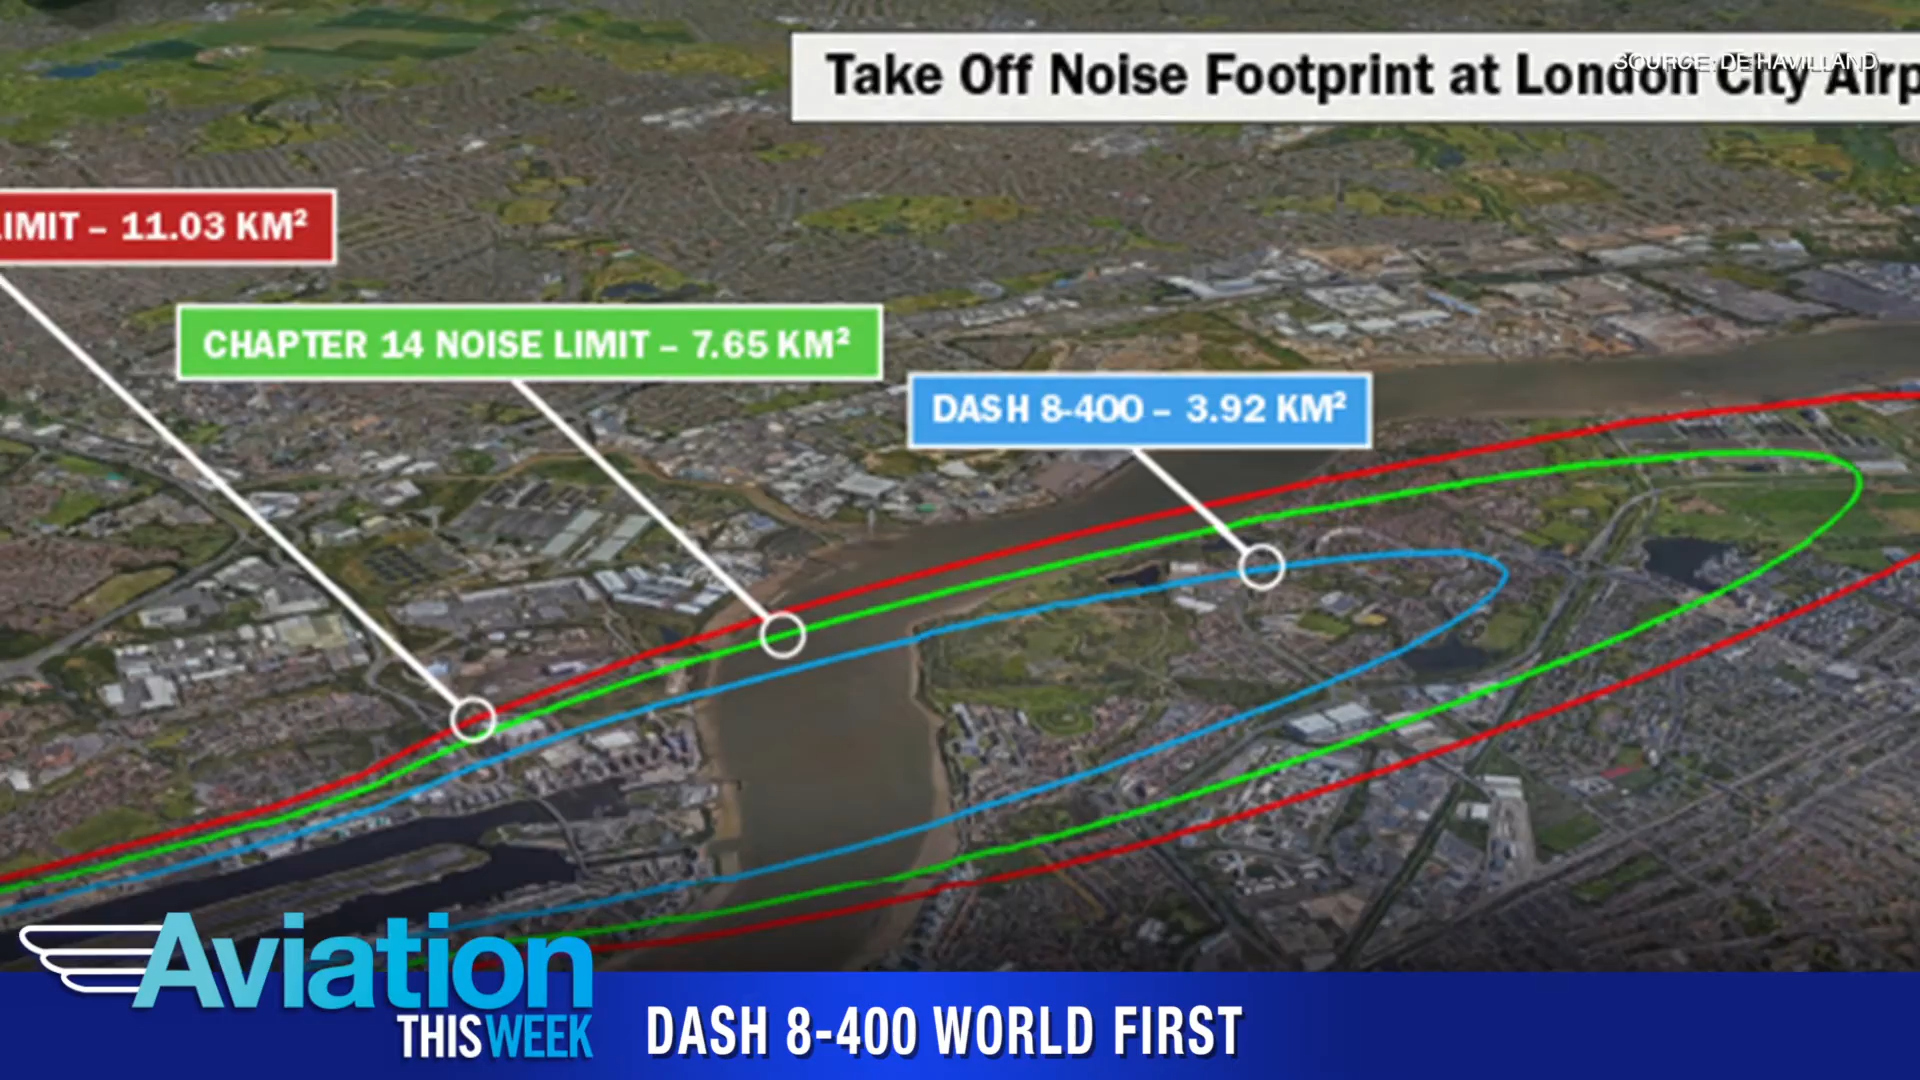 Take Off Noise Footprint at London City Airp
SOURCE: DE HAVILLAND
LIMIT – 11.03 KM²
CHAPTER 14 NOISE LIMIT – 7.65 KM²
DASH 8-400 – 3.92 KM²
Aviation
THIS WEEK
DASH 8-400 WORLD FIRST